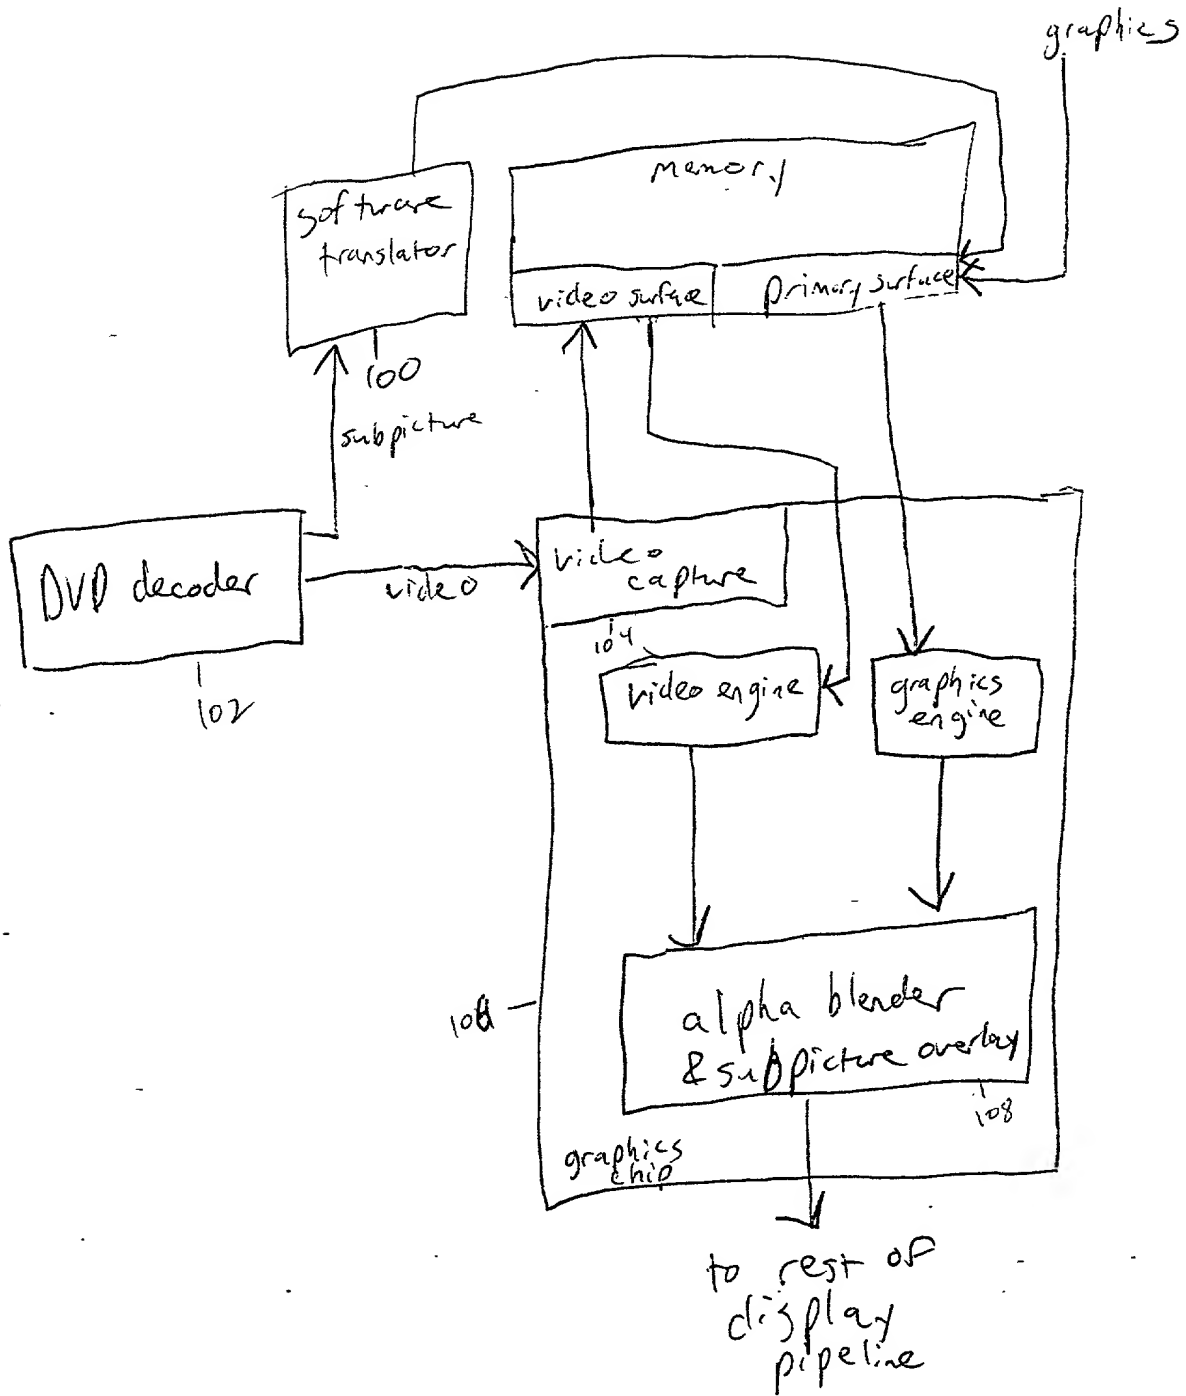 graphics
memory
software
translator
video surface
primary surface
100
subpicture
DVD decoder
video
102
video
capture
104
video engine
graphics
engine
alpha blender
& subpicture overlay
108
graphics
chip
to rest of
display
pipeline